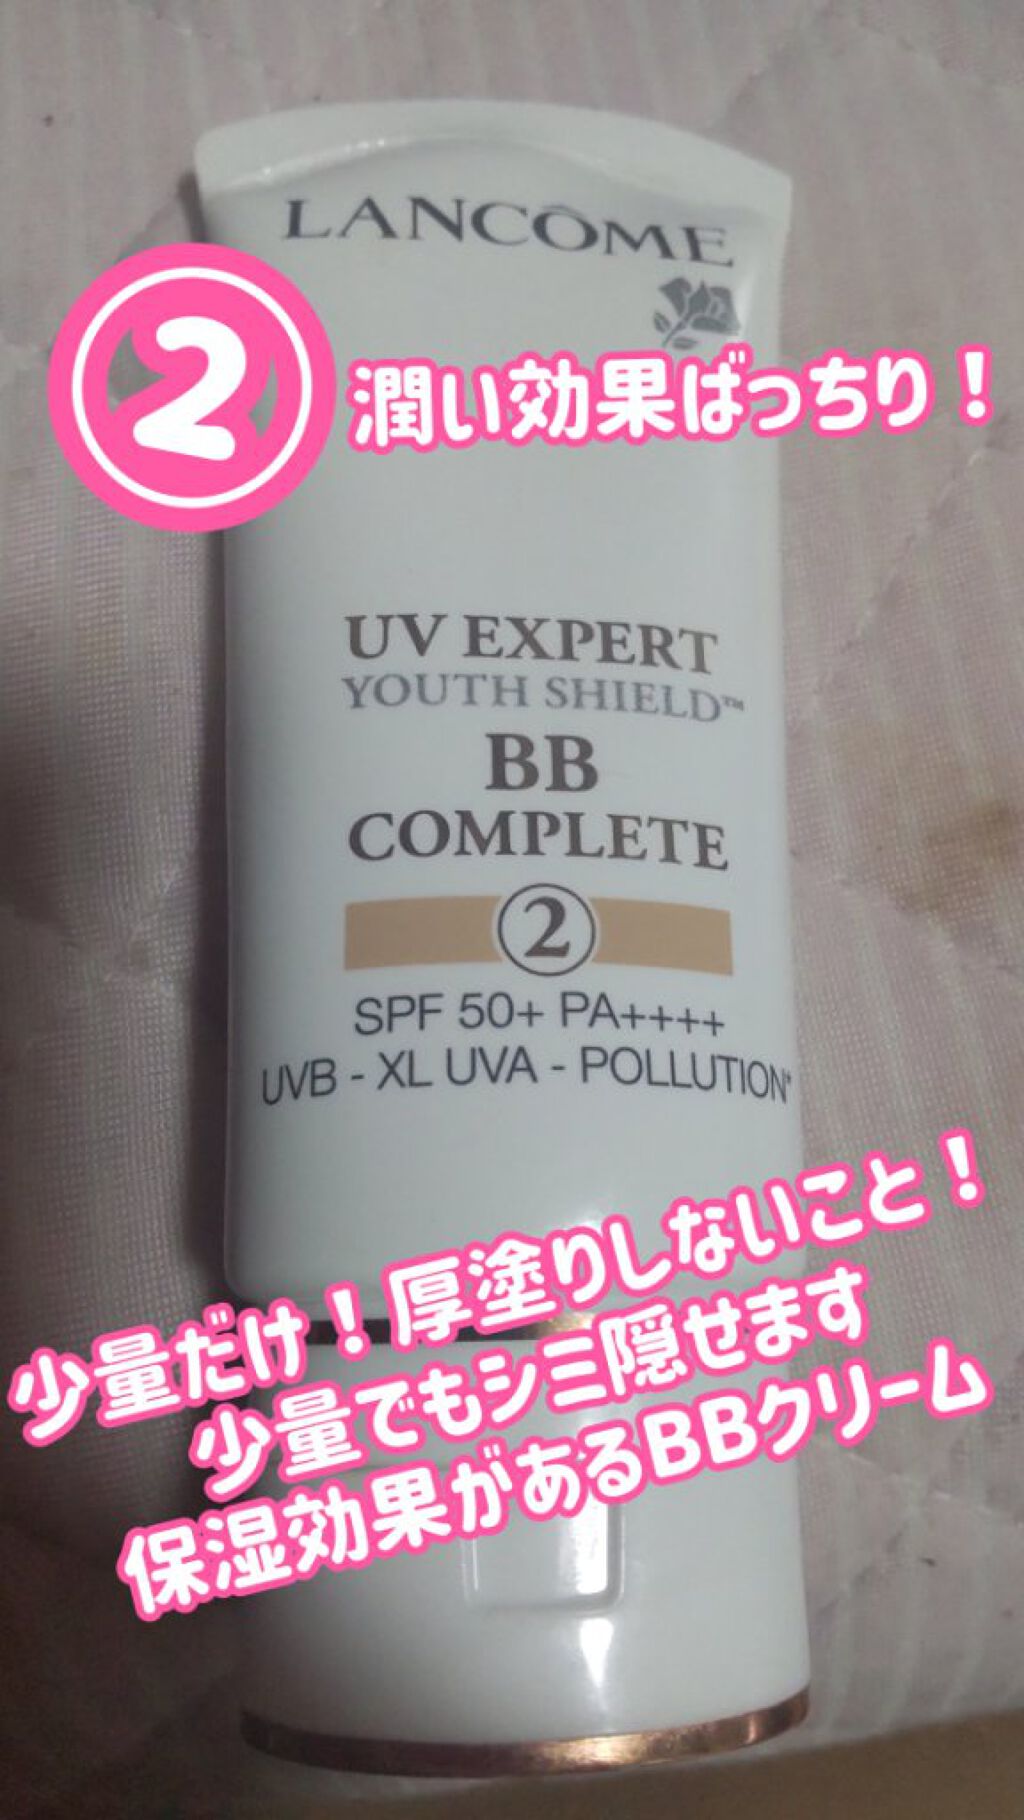 LANCÔME
②
潤い効果ばっちり！
UV EXPERT
YOUTH SHIELD™
BB
COMPLETE
②
SPF 50+ PA++++
UVB - XL UVA - POLLUTION*
少量だけ！厚塗りしないこと！
少量でもシミ隠せます
保湿効果があるBBクリーム